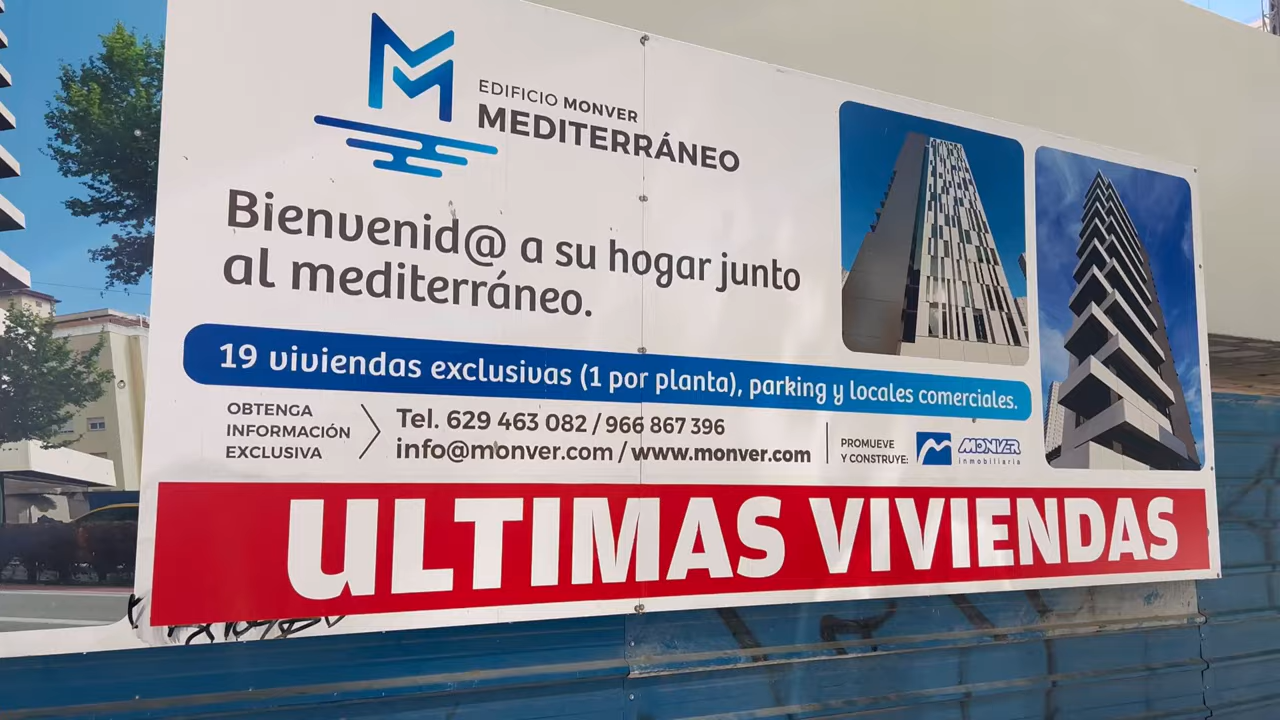 EDIFICIO MONVER
MEDITERRÁNEO
Bienvenid@ a su hogar junto
al mediterráneo.
19 viviendas exclusivas (1 por planta), parking y locales comerciales.
OBTENGA
INFORMACIÓN
EXCLUSIVA
Tel. 629 463 082 / 966 867 396
info@monver.com / www.monver.com
PROMUEVE
Y CONSTRUYE:
MONVER
inmobiliaria
ULTIMAS VIVIENDAS